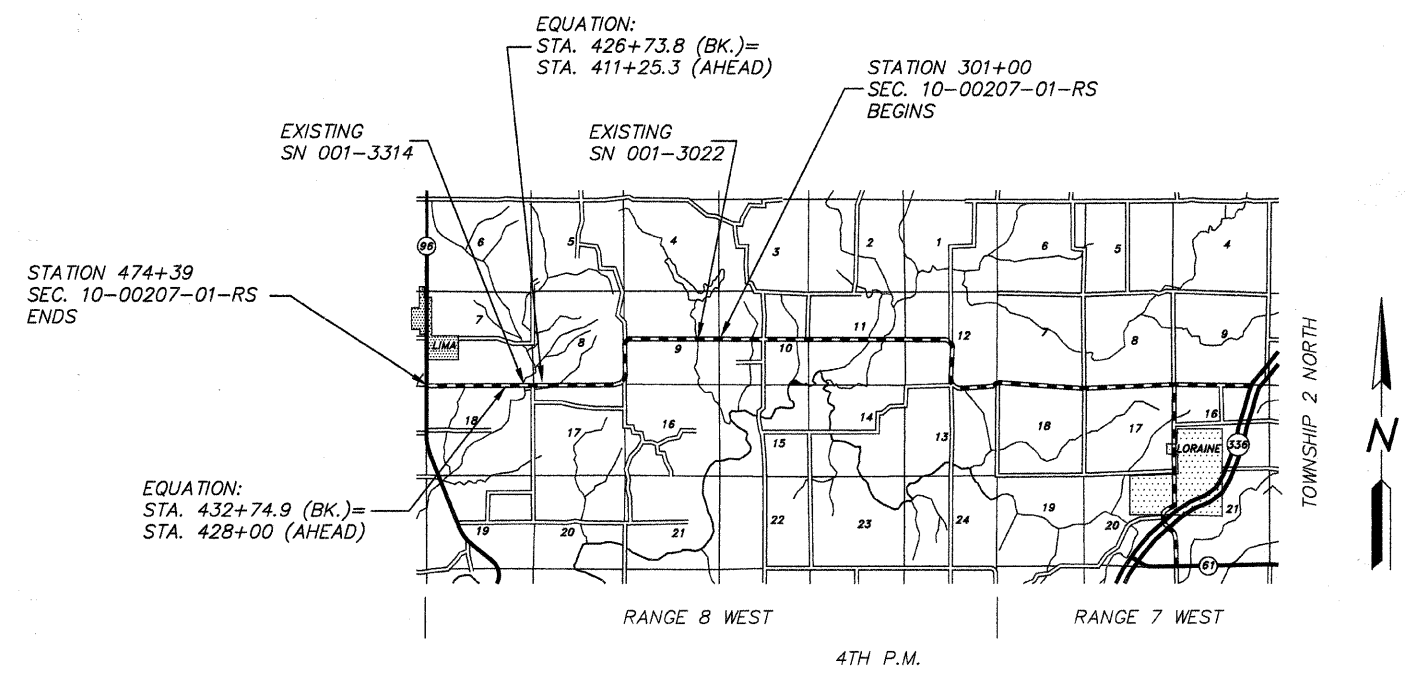 EQUATION:
STA. 426+73.8 (BK.)=
STA. 411+25.3 (AHEAD)
STATION 301+00
SEC. 10-00207-01-RS
BEGINS
EXISTING
SN 001-3314
EXISTING
SN 001-3022
STATION 474+39
SEC. 10-00207-01-RS
ENDS
96
6
5
4
3
2
1
6
5
4
7
8
9
10
11
12
7
8
9
LIMA
18
17
16
15
14
13
18
17
16
LORAINE
336
19
20
21
22
23
24
19
20
21
61
EQUATION:
STA. 432+74.9 (BK.)=
STA. 428+00 (AHEAD)
TOWNSHIP 2 NORTH
N
RANGE 8 WEST
RANGE 7 WEST
4TH P.M.